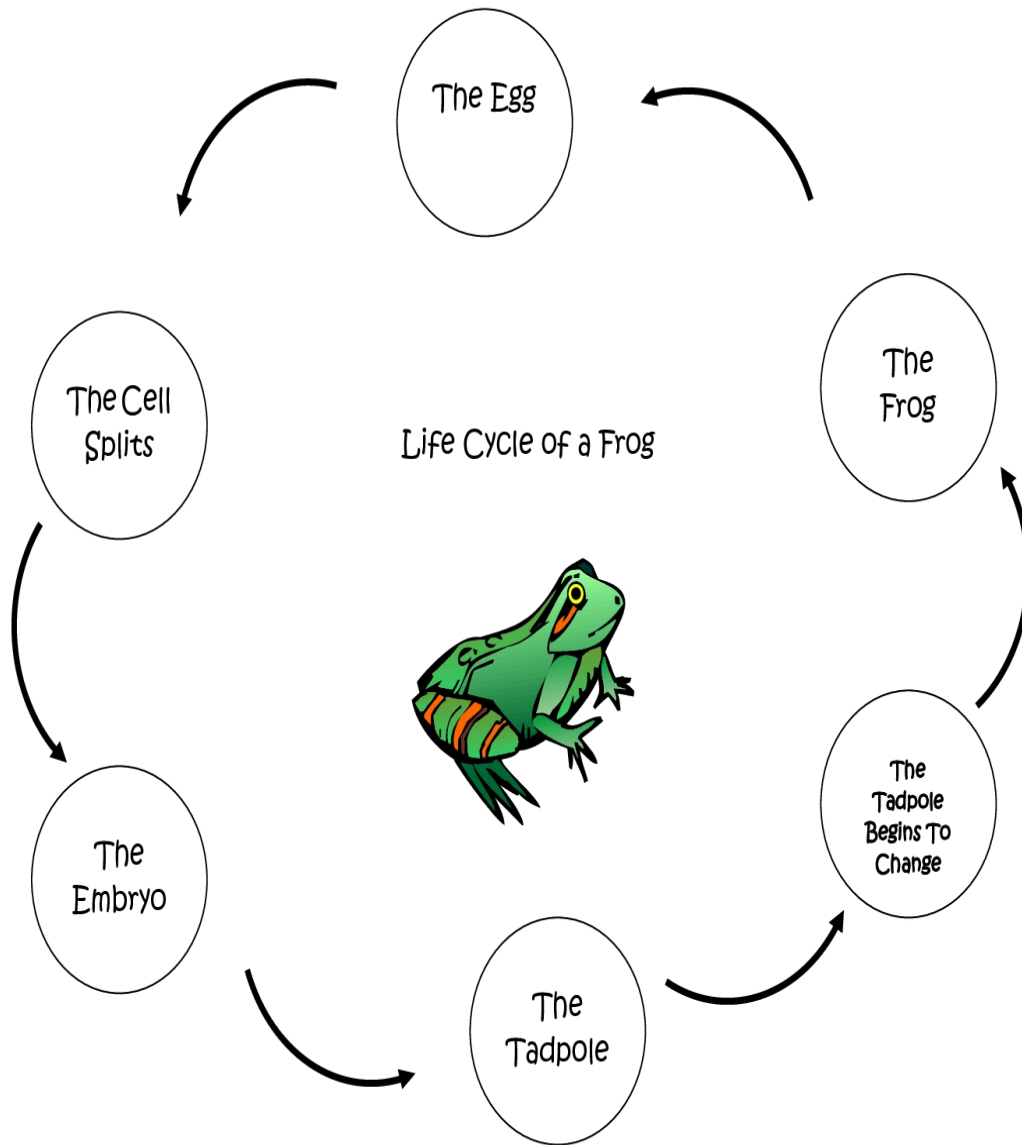 The Egg
The Cell
Splits
The
Frog
Life Cycle of a Frog
The
Embryo
The
Tadpole
Begins To
Change
The
Tadpole